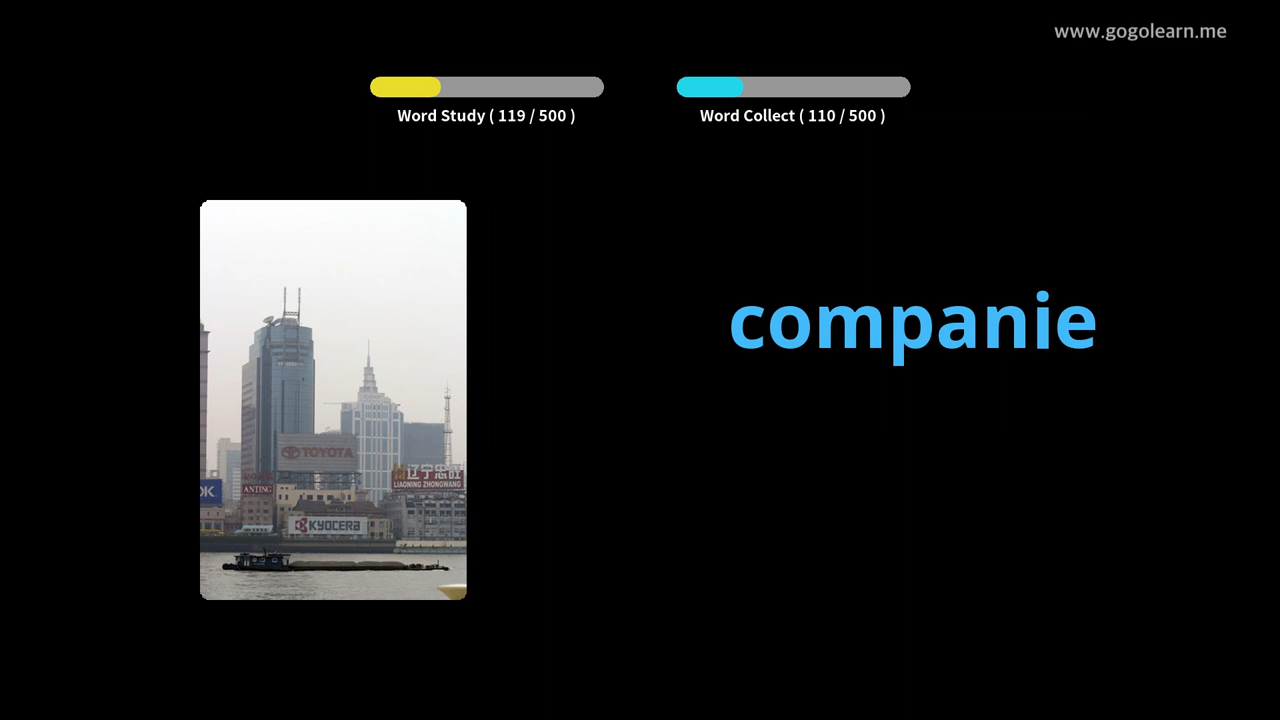 www.gogolearn.me
Word Study ( 119 / 500 )
Word Collect ( 110 / 500 )
companie
TOYOTA
辽宁忠旺
LIAONING ZHONGWANG
OK
ANTING
KYOCERA